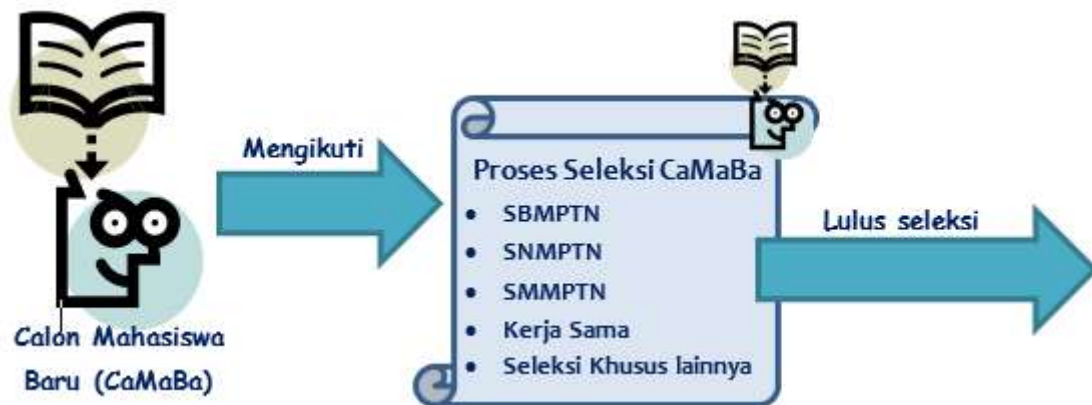 Calon Mahasiswa
Baru (CaMaBa)
Mengikuti
Proses Seleksi CaMaBa
• SBMPTN
• SNMPTN
• SMMPTN
• Kerja Sama
• Seleksi Khusus lainnya
Lulus seleksi